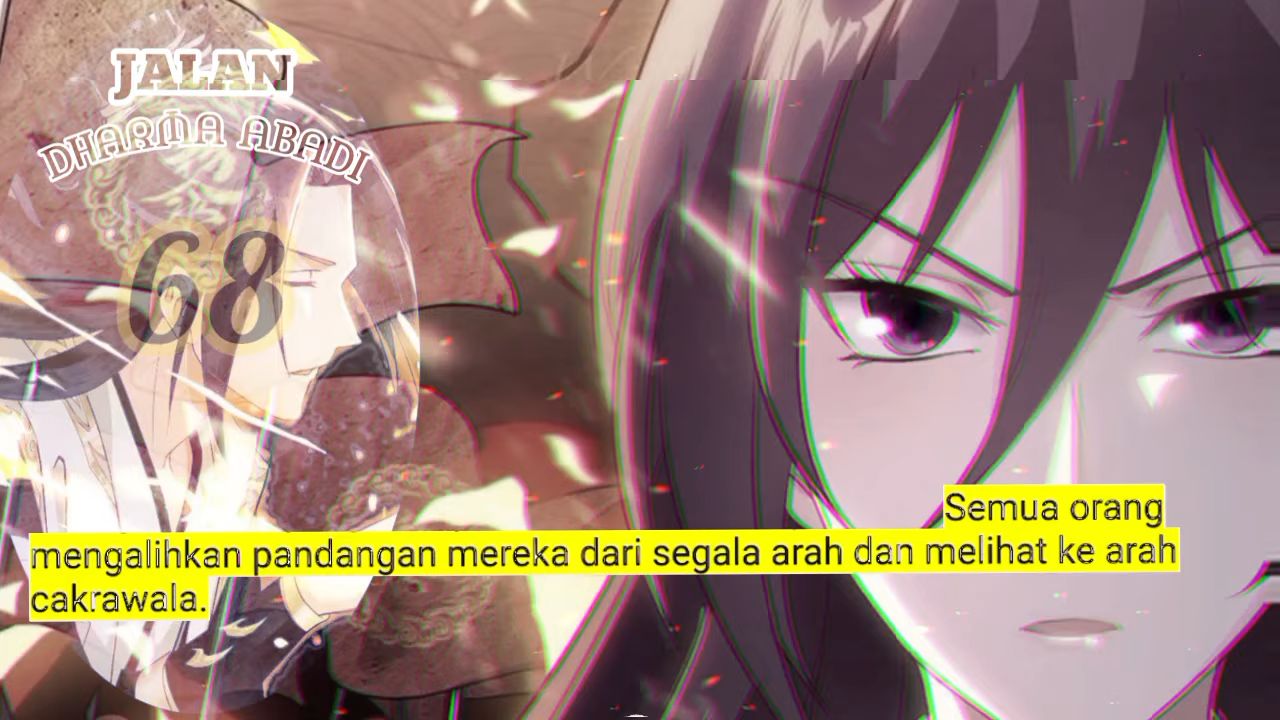 JALAN
DHARMA ABADI
68
Semua orang
mengalihkan pandangan mereka dari segala arah dan melihat ke arah
cakrawala.